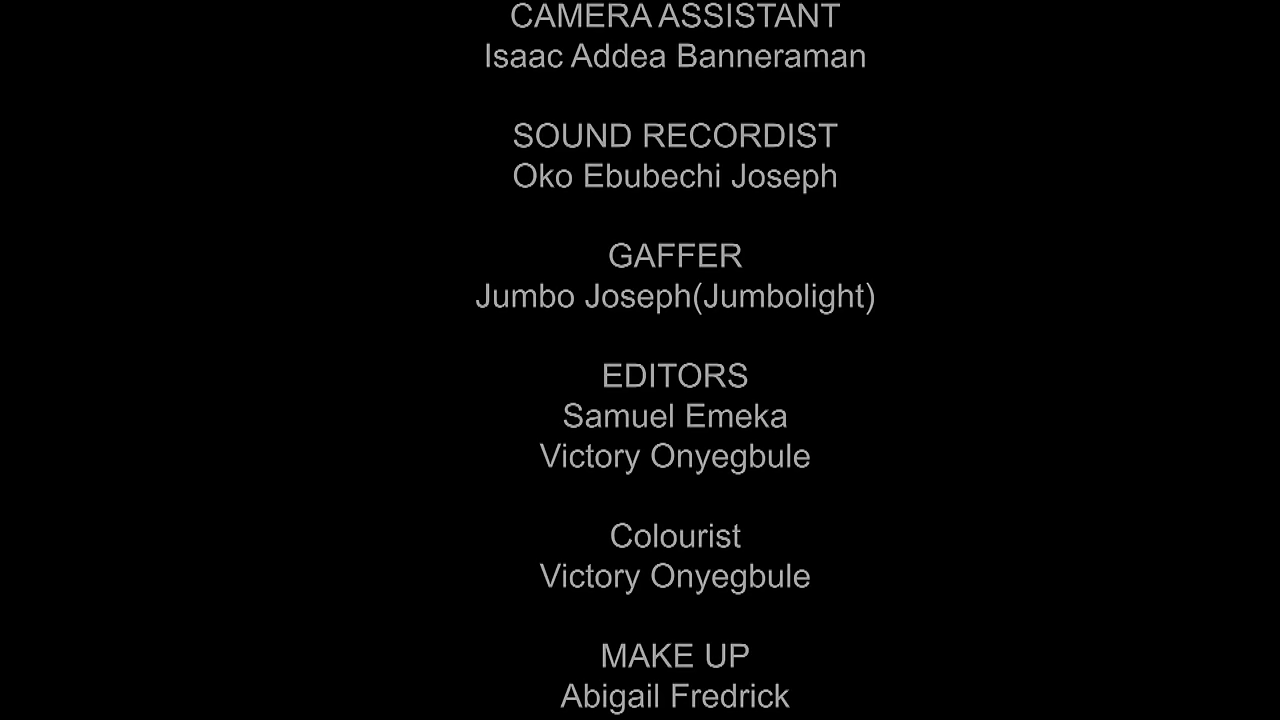 CAMERA ASSISTANT
Isaac Addea Banneraman
SOUND RECORDIST
Oko Ebubechi Joseph
GAFFER
Jumbo Joseph(Jumbolight)
EDITORS
Samuel Emeka
Victory Onyegbule
Colourist
Victory Onyegbule
MAKE UP
Abigail Fredrick